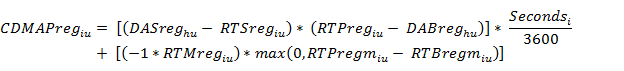 CDMAPreg_iu = [(DASreg_hu − RTSreg_iu) * (RTPreg_iu − DABreg_hu)] * Seconds_i / 3600
+ [(−1 * RTMreg_iu) * max(0, RTPregm_iu − RTBregm_iu)]